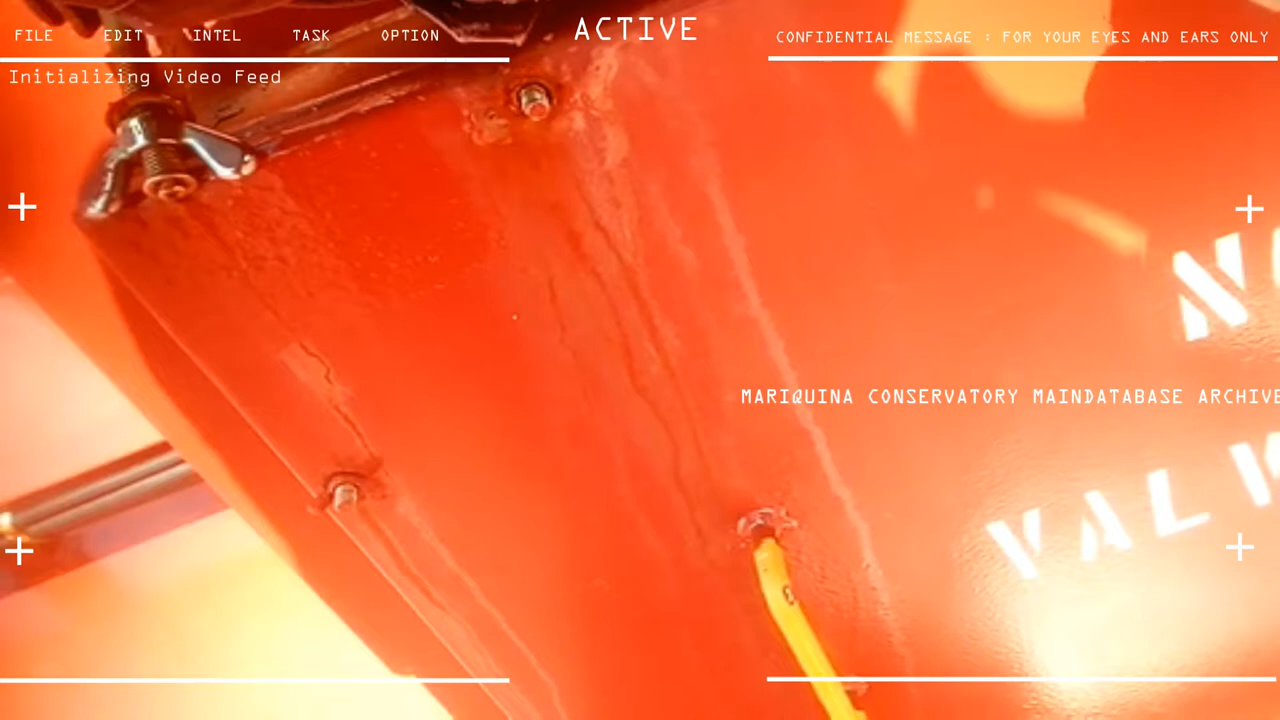 FILE EDIT INTEL TASK OPTION
ACTIVE
CONFIDENTIAL MESSAGE : FOR YOUR EYES AND EARS ONLY
Initializing Video Feed
MARIQUINA CONSERVATORY MAINDATABASE ARCHIVE